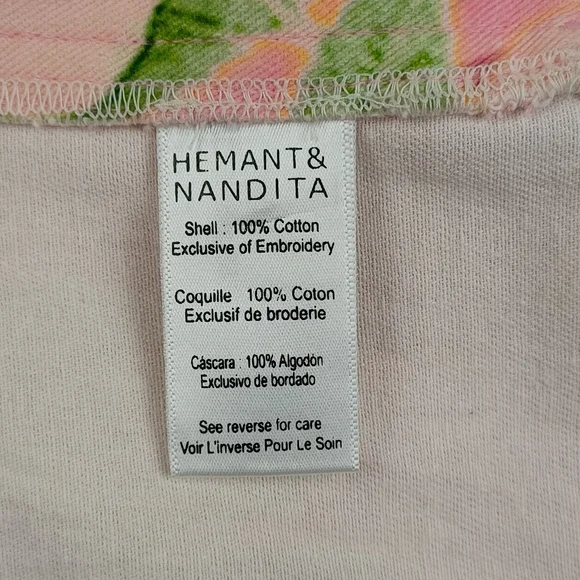 HEMANT&
NANDITA
Shell : 100% Cotton
Exclusive of Embroidery
Coquille 100% Coton
Exclusif de broderie
Cáscara : 100% Algodón
Exclusivo de bordado
See reverse for care
Voir L'inverse Pour Le Soin